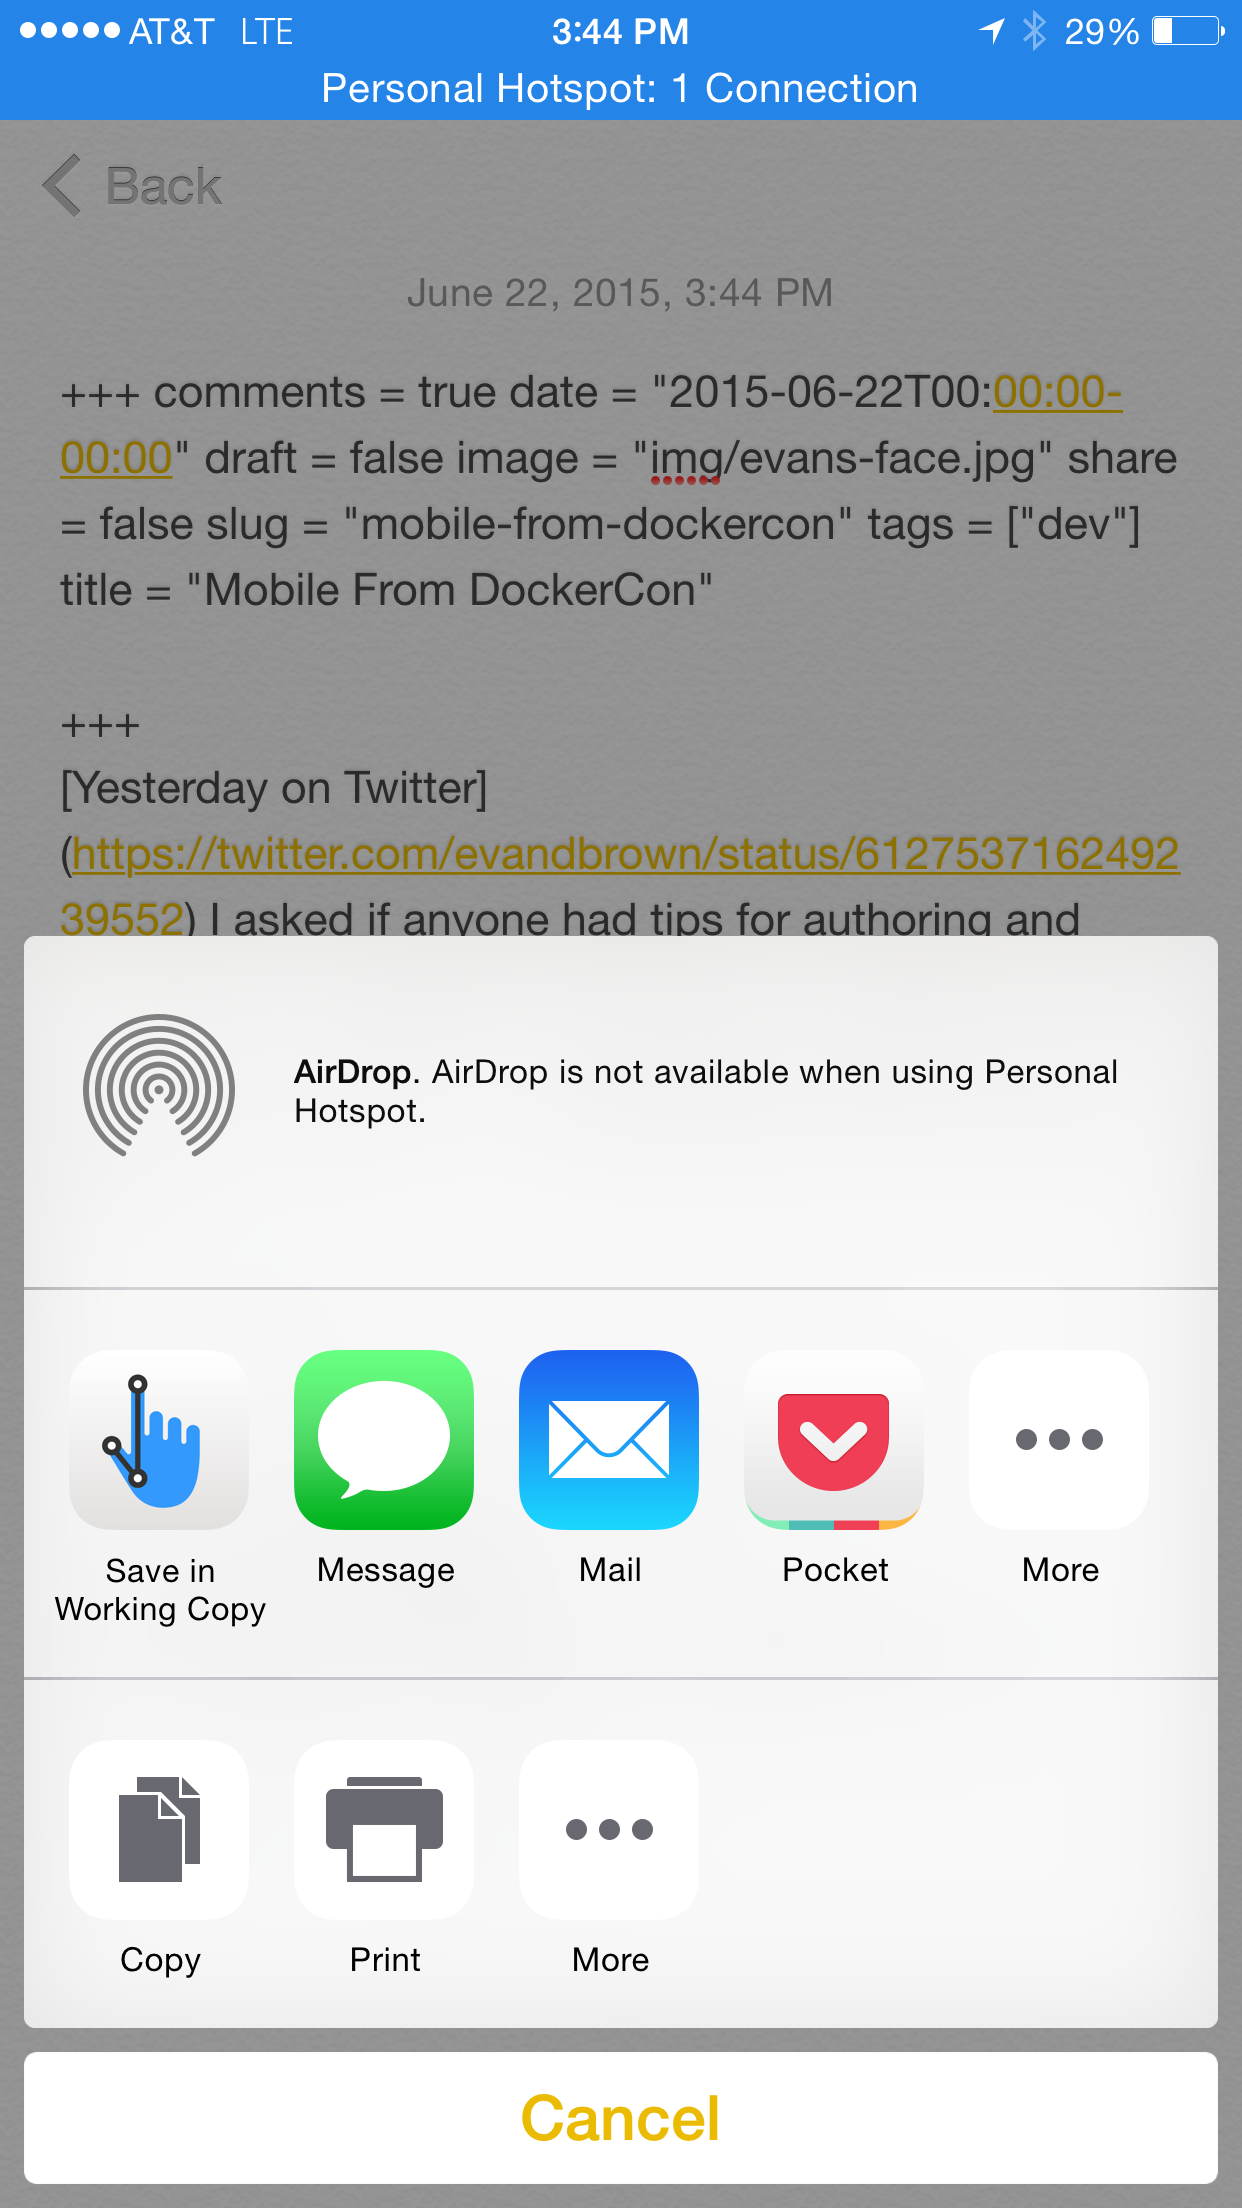 AT&T LTE 3:44 PM 29%
Personal Hotspot: 1 Connection
Back
June 22, 2015, 3:44 PM
+++ comments = true date = "2015-06-22T00:00:00-
00:00" draft = false image = "img/evans-face.jpg" share
= false slug = "mobile-from-dockercon" tags = ["dev"]
title = "Mobile From DockerCon"
+++
[Yesterday on Twitter]
(https://twitter.com/evandbrown/status/6127537162492
39552) I asked if anyone had tips for authoring and
AirDrop. AirDrop is not available when using Personal
Hotspot.
Save in
Working Copy
Message
Mail
Pocket
More
Copy
Print
More
Cancel